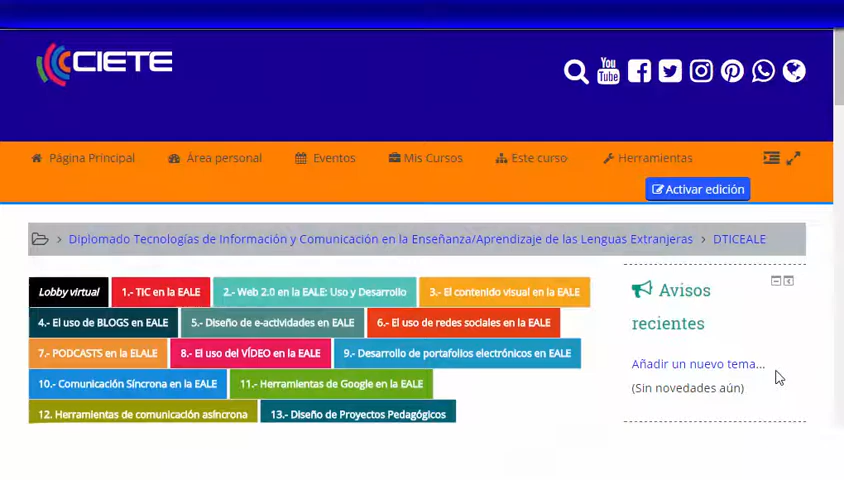 CIETE
You Tube
Página Principal Área personal Eventos Mis Cursos Este curso Herramientas
Activar edición
Diplomado Tecnologías de Información y Comunicación en la Enseñanza/Aprendizaje de las Lenguas Extranjeras DTICEALE
Lobby virtual 1.- TIC en la EALE 2.- Web 2.0 en la EALE: Uso y Desarrollo 3.- El contenido visual en la EALE
4.- El uso de BLOGS en EALE 5.- Diseño de e-actividades en EALE 6.- El uso de redes sociales en la EALE
7.- PODCASTS en la ELALE 8.- El uso del VÍDEO en la EALE 9.- Desarrollo de portafolios electrónicos en EALE
10.- Comunicación Síncrona en la EALE 11.- Herramientas de Google en la EALE
12. Herramientas de comunicación asíncrona 13.- Diseño de Proyectos Pedagógicos
Avisos
recientes
Añadir un nuevo tema...
(Sin novedades aún)